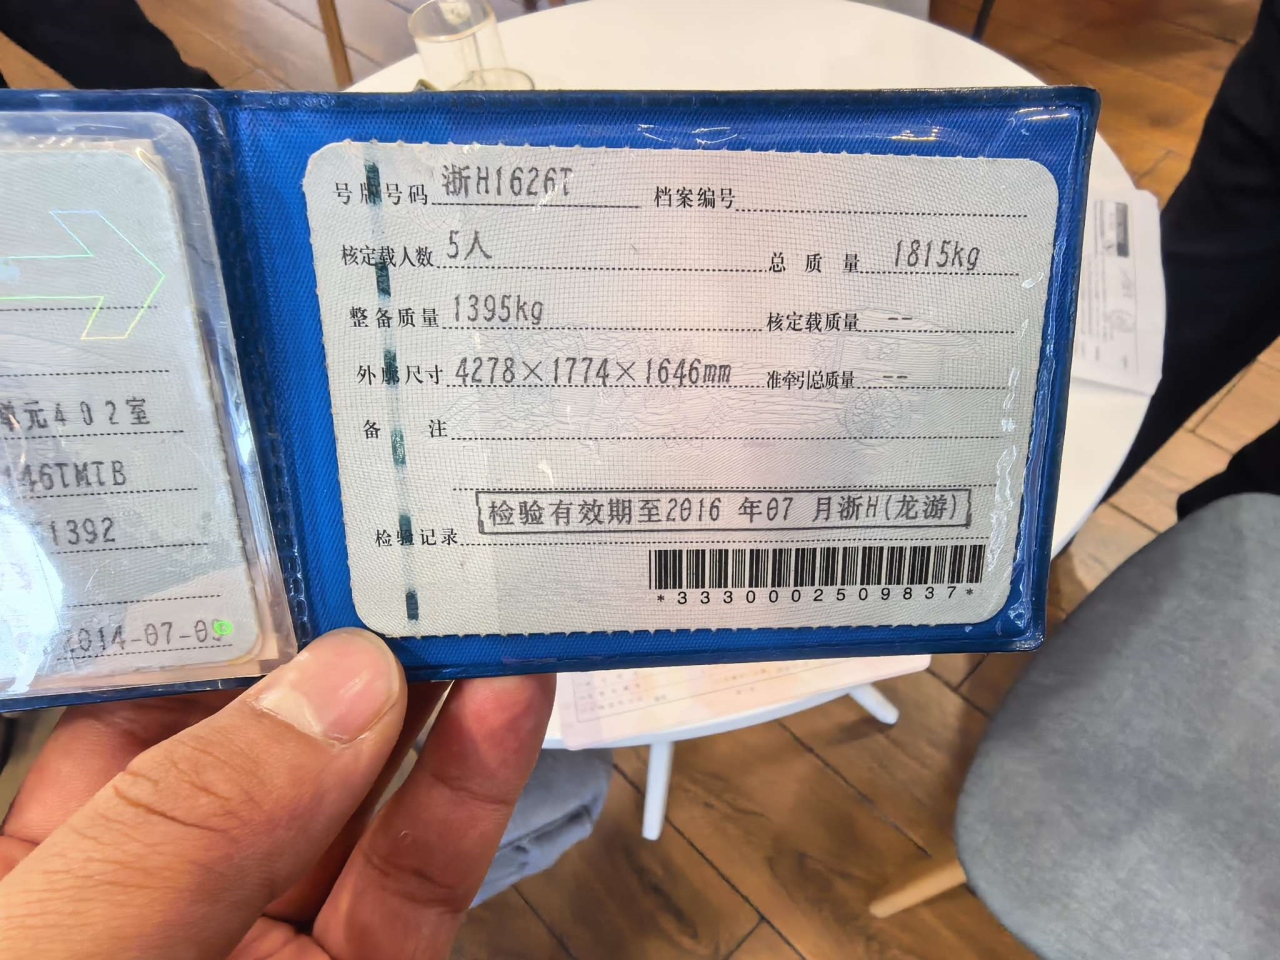 单元402室
146TMTB
1392
2014-07-09
号牌号码 浙H1626T 档案编号
核定载人数 5人 总质量 1815kg
整备质量 1395kg 核定载质量 --
外廓尺寸 4278×1774×1646mm 准牵引总质量 --
备注
检验有效期至2016 年07 月浙H(龙游)
检验记录
*3330002509837*